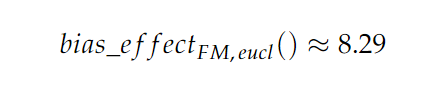 bias_effect_{FM,eucl}() ≈ 8.29